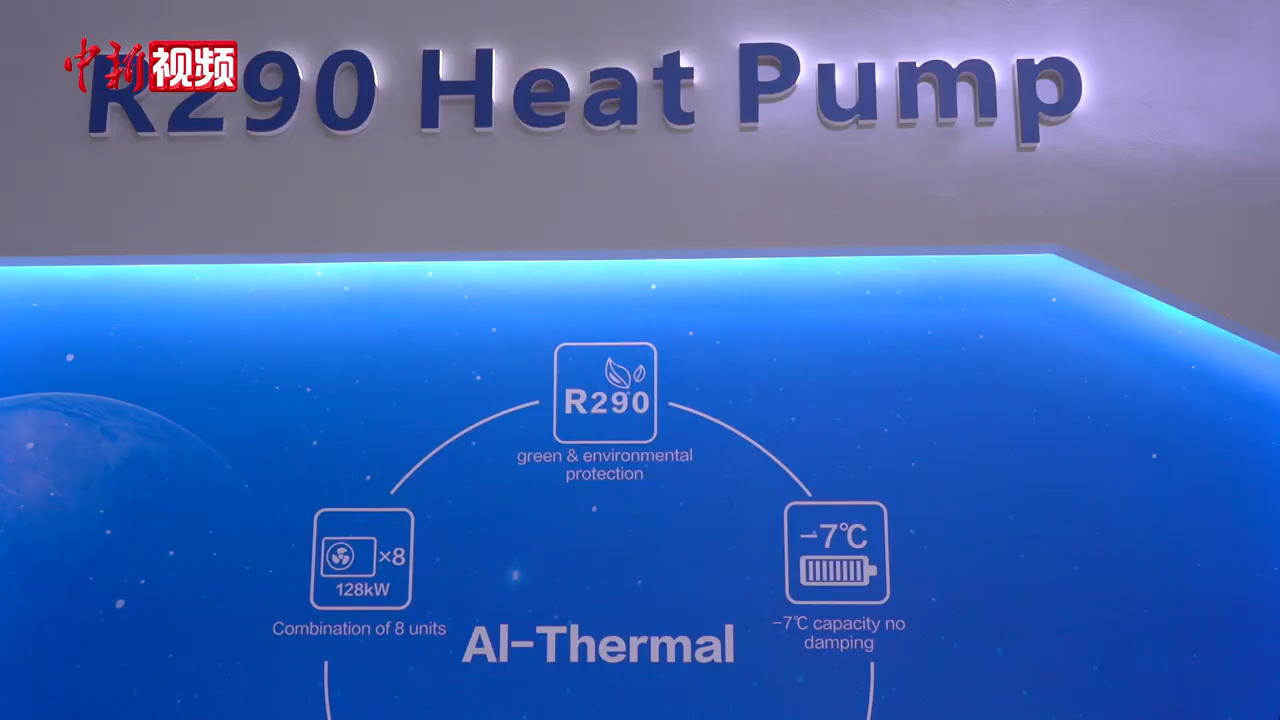 中新视频
R290 Heat Pump
R290
green & environmental
protection
-7℃
-7℃ capacity no
damping
×8
128kW
Combination of 8 units
AI-Thermal